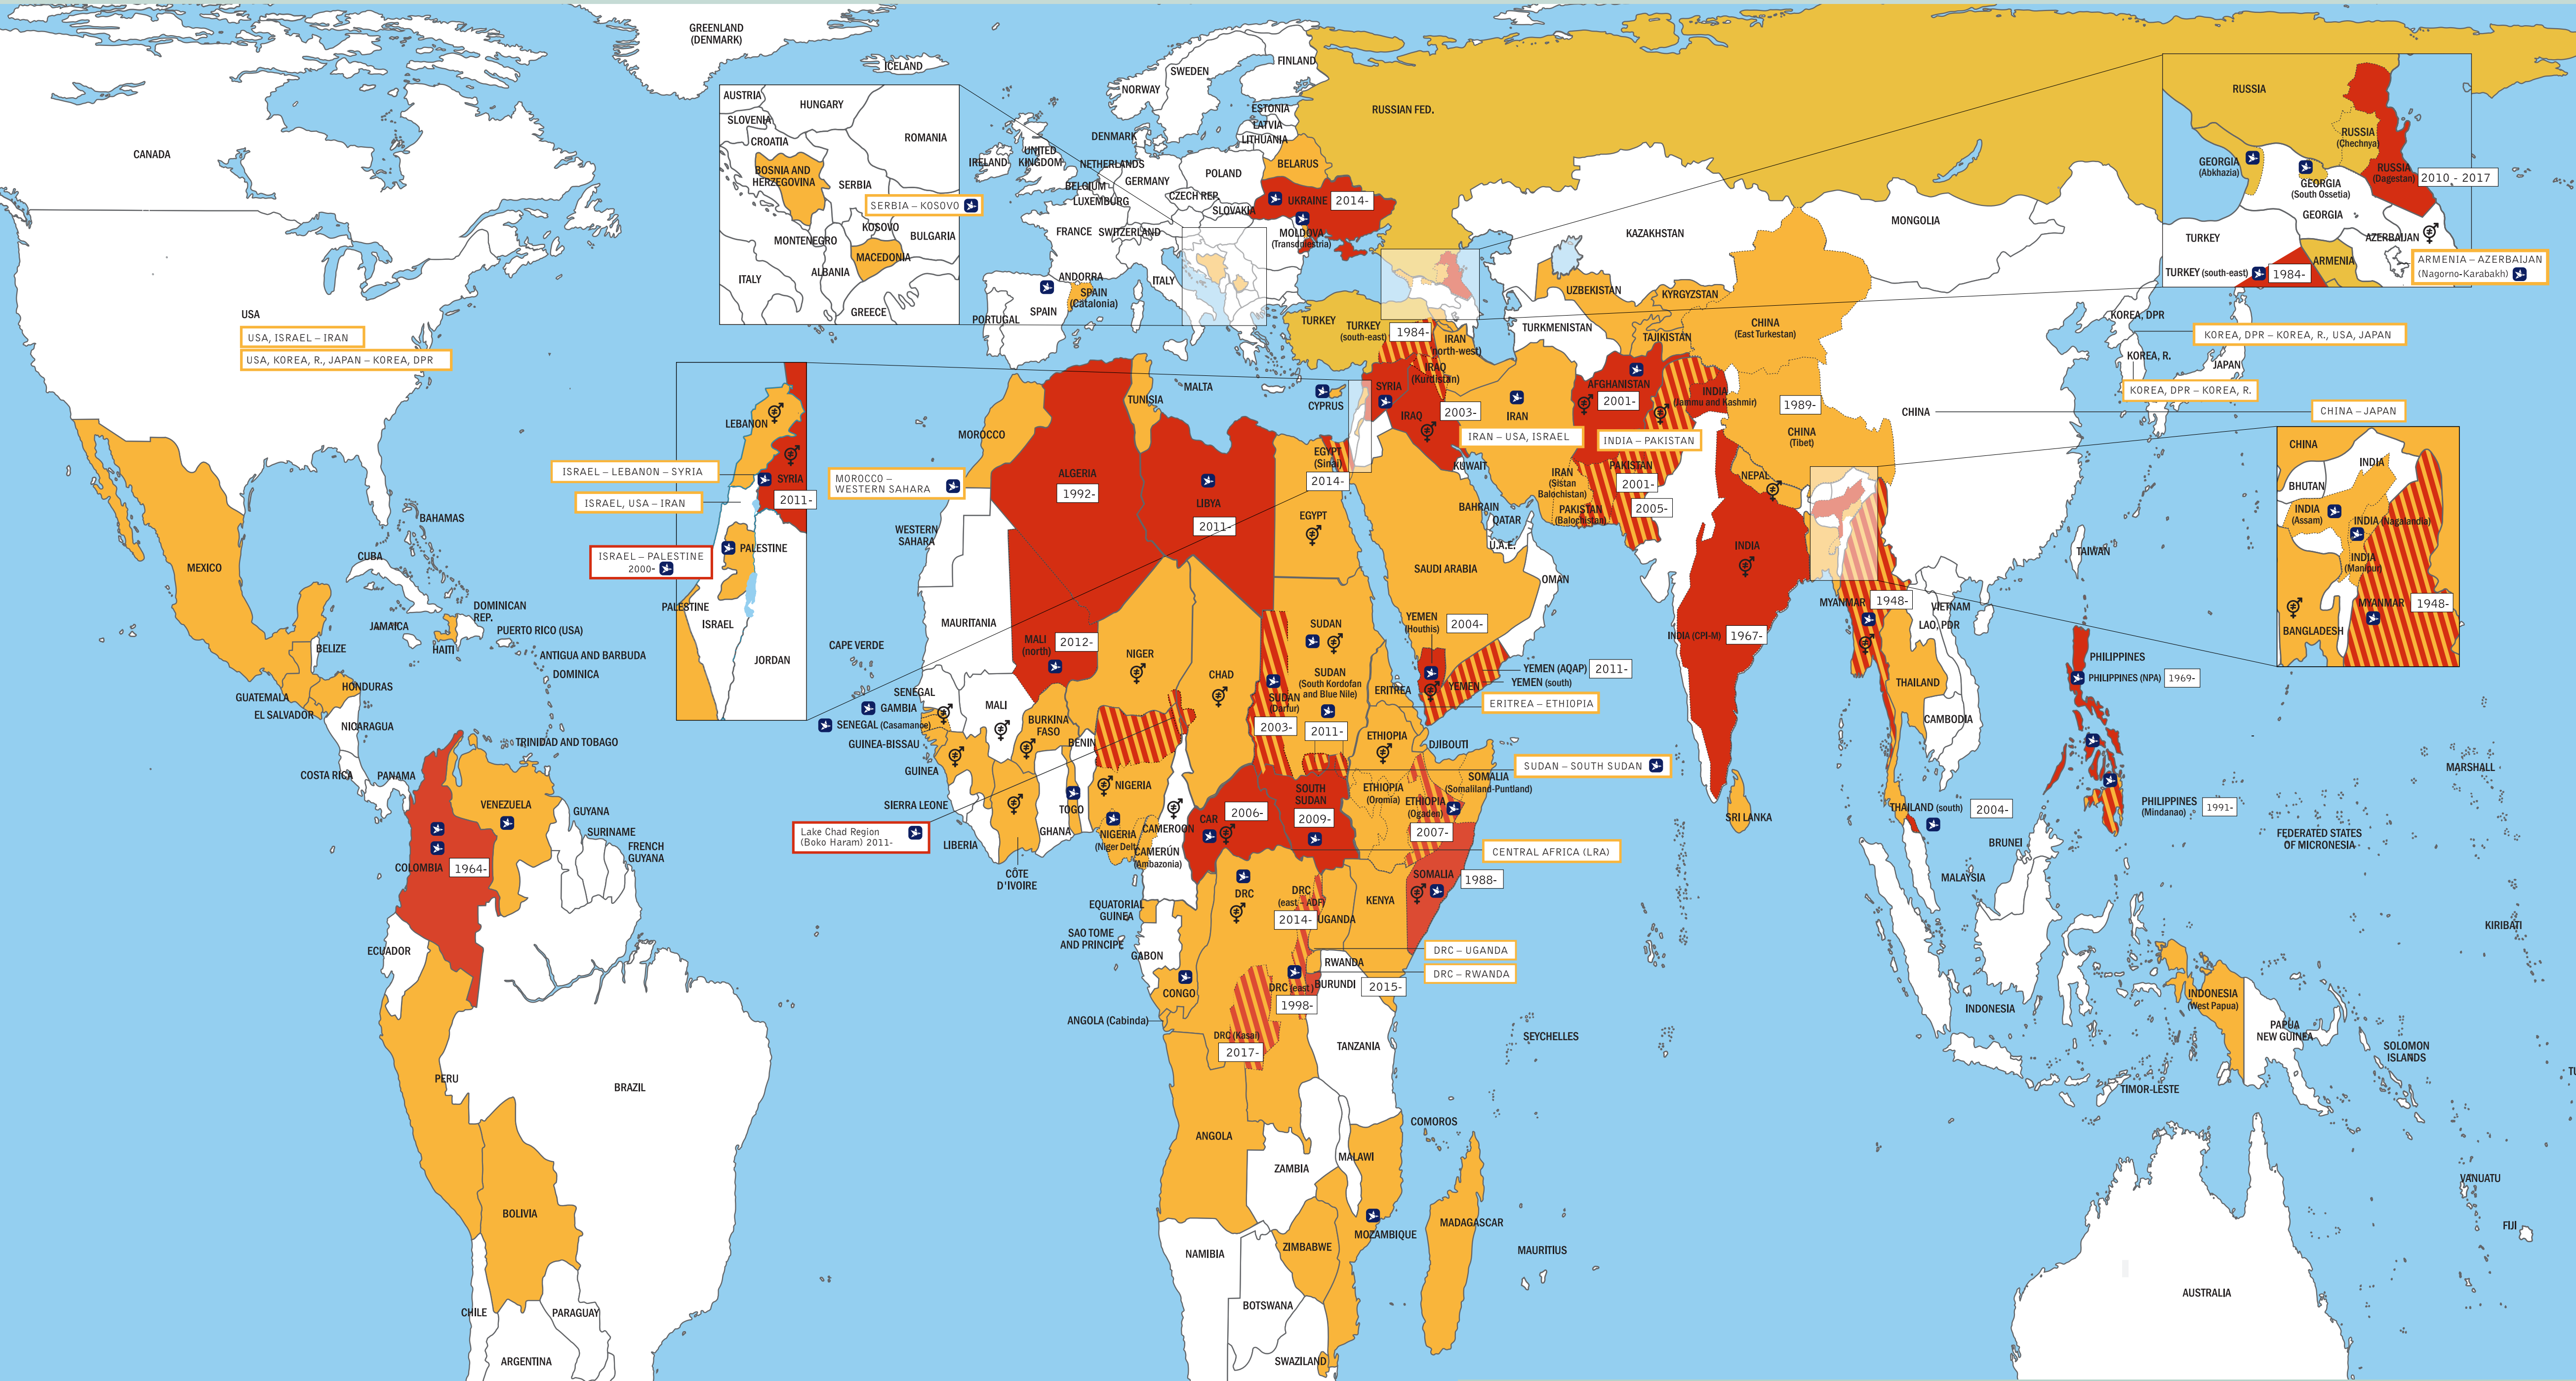 GREENLAND
(DENMARK)
ICELAND
SWEDEN
FINLAND
NORWAY
ESTONIA
LATVIA
LITHUANIA
DENMARK
RUSSIAN FED.
CANADA
IRELAND
UNITED
KINGDOM
NETHERLANDS
BELGIUM
LUXEMBURG
GERMANY
POLAND
BELARUS
CZECH REP.
SLOVAKIA
UKRAINE
2014-
MOLDOVA
(Transdniestria)
FRANCE
SWITZERLAND
ANDORRA
SPAIN
(Catalonia)
SPAIN
PORTUGAL
ITALY
AUSTRIA
HUNGARY
SLOVENIA
CROATIA
ROMANIA
BOSNIA AND
HERZEGOVINA
SERBIA
SERBIA – KOSOVO
KOSOVO
MONTENEGRO
BULGARIA
MACEDONIA
ALBANIA
ITALY
GREECE
RUSSIA
RUSSIA
(Chechnya)
GEORGIA
(Abkhazia)
RUSSIA
(Dagestan)
2010 - 2017
GEORGIA
(South Ossetia)
GEORGIA
TURKEY
AZERBAIJAN
ARMENIA
ARMENIA – AZERBAIJAN
(Nagorno-Karabakh)
TURKEY (south-east)
1984-
KAZAKHSTAN
MONGOLIA
UZBEKISTAN
KYRGYZSTAN
TURKMENISTAN
TAJIKISTAN
CHINA
(East Turkestan)
CHINA
CHINA
(Tibet)
1989-
KOREA, DPR
KOREA, R.
JAPAN
KOREA, DPR – KOREA, R., USA, JAPAN
KOREA, DPR – KOREA, R.
CHINA – JAPAN
USA
USA, ISRAEL – IRAN
USA, KOREA, R., JAPAN – KOREA, DPR
TURKEY
TURKEY
(south-east)
1984-
IRAN
(north-west)
IRAQ
(Kurdistan)
SYRIA
IRAQ
2003-
IRAN
IRAN – USA, ISRAEL
AFGHANISTAN
2001-
INDIA
(Jammu and Kashmir)
INDIA – PAKISTAN
PAKISTAN
2001-
2005-
PAKISTAN
(Balochistan)
IRAN
(Sistan
Balochistan)
CYPRUS
MALTA
TUNISIA
MOROCCO
ALGERIA
1992-
LIBYA
2011-
EGYPT
(Sinai)
2014-
EGYPT
KUWAIT
BAHRAIN
QATAR
U.A.E.
OMAN
SAUDI ARABIA
YEMEN
(Houthis)
2004-
YEMEN
YEMEN (AQAP)
2011-
YEMEN (south)
LEBANON
SYRIA
2011-
PALESTINE
PALESTINE
ISRAEL
JORDAN
ISRAEL – LEBANON – SYRIA
ISRAEL, USA – IRAN
ISRAEL – PALESTINE
2000-
MOROCCO –
WESTERN SAHARA
WESTERN
SAHARA
MAURITANIA
MALI
(north)
2012-
MALI
NIGER
CHAD
SUDAN
SUDAN
(South Kordofan
and Blue Nile)
2011-
SUDAN
(Darfur)
2003-
ERITREA
ERITREA – ETHIOPIA
ETHIOPIA
DJIBOUTI
ETHIOPIA
(Oromia)
ETHIOPIA
(Ogaden)
2007-
SOMALIA
(Somaliland-Puntland)
SOMALIA
1988-
SUDAN – SOUTH SUDAN
SOUTH
SUDAN
2009-
CENTRAL AFRICA (LRA)
CAR
2006-
CAPE VERDE
SENEGAL
GAMBIA
SENEGAL (Casamance)
GUINEA-BISSAU
GUINEA
SIERRA LEONE
LIBERIA
CÔTE
D'IVOIRE
GHANA
TOGO
BENIN
BURKINA
FASO
NIGERIA
NIGERIA
(Niger Delta)
CAMEROON
CAMERÚN
(Ambazonia)
Lake Chad Region
(Boko Haram) 2011-
EQUATORIAL
GUINEA
SAO TOME
AND PRINCIPE
GABON
CONGO
ANGOLA (Cabinda)
DRC
DRC
(east – ADF)
2014-
UGANDA
KENYA
DRC – UGANDA
DRC – RWANDA
RWANDA
BURUNDI
2015-
DRC (east)
1998-
DRC (Kasai)
2017-
TANZANIA
ANGOLA
ZAMBIA
MALAWI
MOZAMBIQUE
ZIMBABWE
NAMIBIA
BOTSWANA
SWAZILAND
COMOROS
MADAGASCAR
MAURITIUS
SEYCHELLES
NEPAL
INDIA
INDIA (CPI-M)
1967-
SRI LANKA
CHINA
INDIA
BHUTAN
INDIA
(Assam)
INDIA (Nagalandia)
INDIA
(Manipur)
MYANMAR
1948-
BANGLADESH
MYANMAR
1948-
VIETNAM
LAO, PDR
THAILAND
CAMBODIA
THAILAND (south)
2004-
TAIWAN
PHILIPPINES
PHILIPPINES (NPA)
1969-
PHILIPPINES
(Mindanao)
1991-
BRUNEI
MALAYSIA
INDONESIA
INDONESIA
(West Papua)
PAPUA
NEW GUINEA
TIMOR-LESTE
SOLOMON
ISLANDS
FEDERATED STATES
OF MICRONESIA
MARSHALL
KIRIBATI
VANUATU
FIJI
TU
AUSTRALIA
BAHAMAS
CUBA
MEXICO
JAMAICA
HAITI
DOMINICAN
REP.
PUERTO RICO (USA)
ANTIGUA AND BARBUDA
DOMINICA
BELIZE
GUATEMALA
HONDURAS
EL SALVADOR
NICARAGUA
COSTA RICA
PANAMA
TRINIDAD AND TOBAGO
VENEZUELA
GUYANA
SURINAME
FRENCH
GUYANA
COLOMBIA
1964-
ECUADOR
PERU
BRAZIL
BOLIVIA
CHILE
PARAGUAY
ARGENTINA